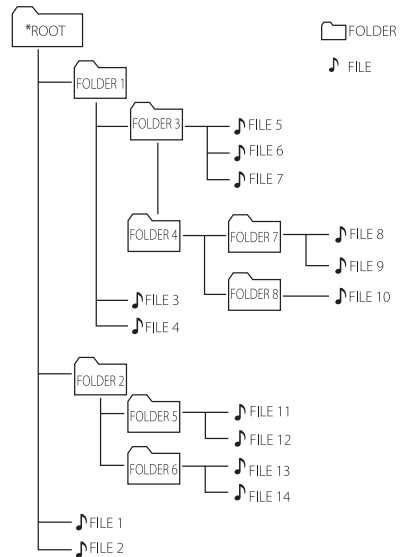 *ROOT
FOLDER
FILE
FOLDER 1
FOLDER 3
FILE 5
FILE 6
FILE 7
FOLDER 4
FOLDER 7
FILE 8
FILE 9
FOLDER 8
FILE 10
FILE 3
FILE 4
FOLDER 2
FOLDER 5
FILE 11
FILE 12
FOLDER 6
FILE 13
FILE 14
FILE 1
FILE 2